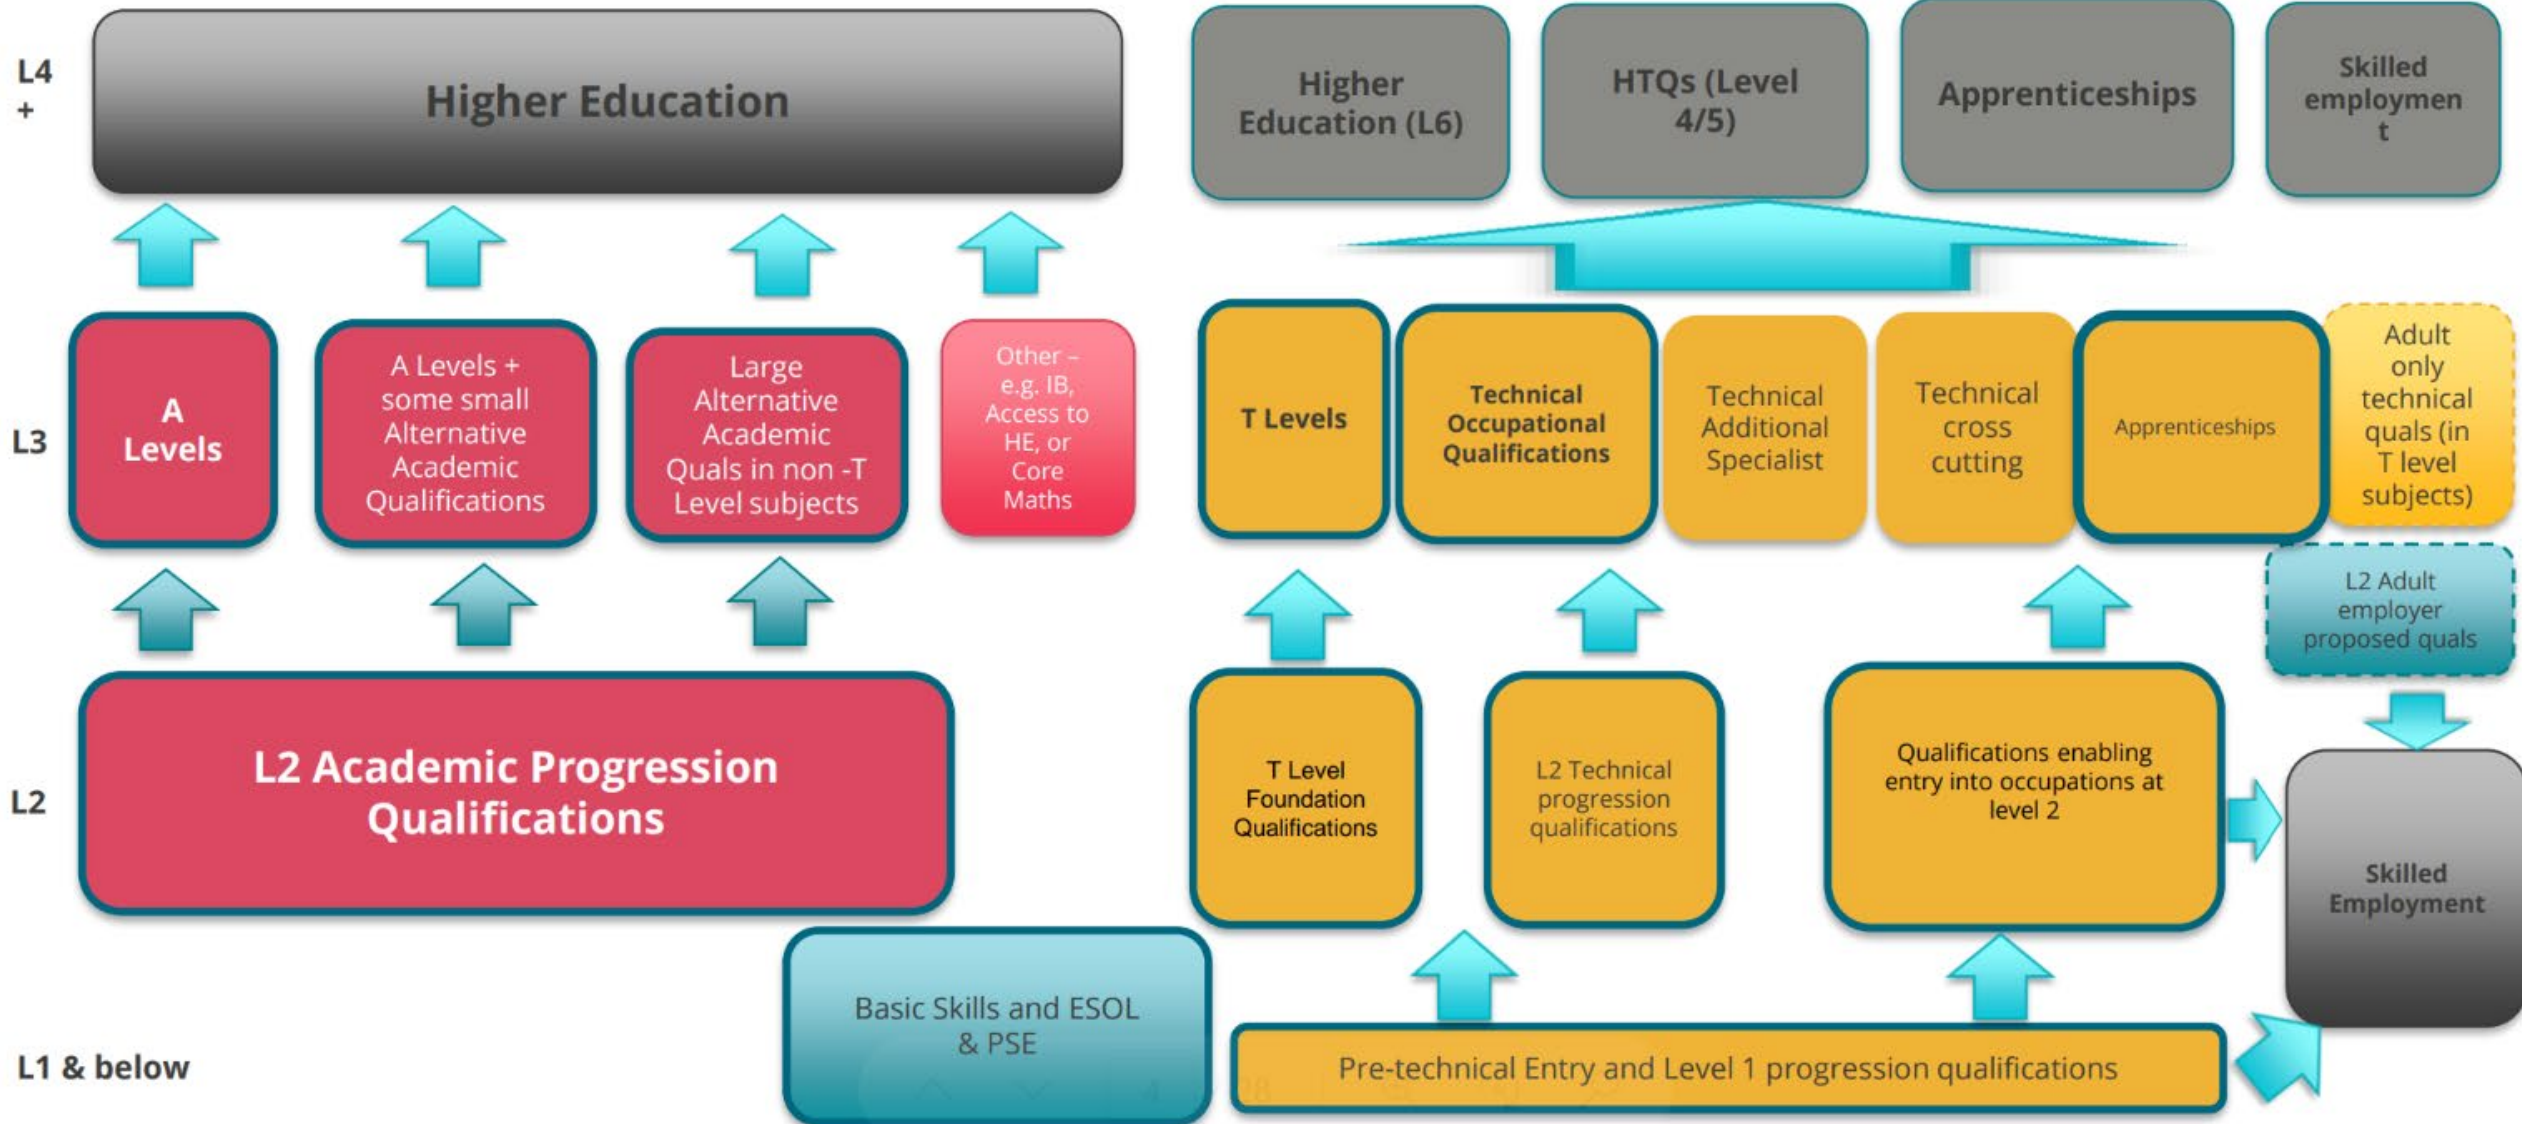 L4
+
Higher Education
Higher
Education (L6)
HTQs (Level
4/5)
Apprenticeships
Skilled
employmen
t
L3
A
Levels
A Levels +
some small
Alternative
Academic
Qualifications
Large
Alternative
Academic
Quals in non -T
Level subjects
Other –
e.g. IB,
Access to
HE, or
Core
Maths
T Levels
Technical
Occupational
Qualifications
Technical
Additional
Specialist
Technical
cross
cutting
Apprenticeships
Adult
only
technical
quals (in
T level
subjects)
L2 Adult
employer
proposed quals
L2
L2 Academic Progression
Qualifications
T Level
Foundation
Qualifications
L2 Technical
progression
qualifications
Qualifications enabling
entry into occupations at
level 2
Skilled
Employment
L1 & below
Basic Skills and ESOL
& PSE
Pre-technical Entry and Level 1 progression qualifications